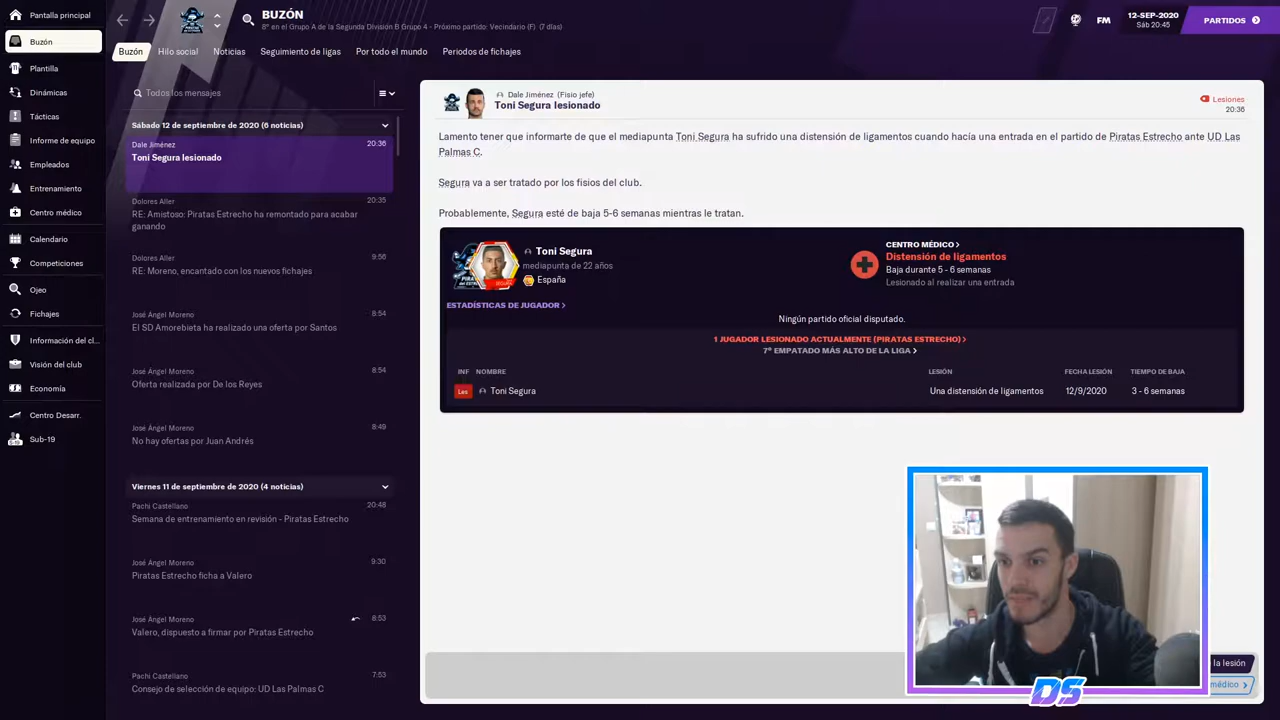 Pantalla principal
Buzón
Plantilla
Dinámicas
Tácticas
Informe de equipo
Empleados
Entrenamiento
Centro médico
Calendario
Competiciones
Ojeo
Fichajes
Información del cl...
Visión del club
Economía
Centro Desarr.
Sub-19
BUZÓN
8º en el Grupo A de la Segunda División B Grupo 4 - Próximo partido: Vecindario (F) (7 días)
FM
12-SEP-2020
Sáb 20:45
PARTIDOS
Buzón Hilo social Noticias Seguimiento de ligas Por todo el mundo Periodos de fichajes
Todos los mensajes
Sábado 12 de septiembre de 2020 (6 noticias)
Dale Jiménez 20:36
Toni Segura lesionado
Dolores Aller 20:35
RE: Amistoso: Piratas Estrecho ha remontado para acabar
ganando
Dolores Aller 9:56
RE: Moreno, encantado con los nuevos fichajes
José Ángel Moreno 8:54
El SD Amorebieta ha realizado una oferta por Santos
José Ángel Moreno 8:54
Oferta realizada por De los Reyes
José Ángel Moreno 8:49
No hay ofertas por Juan Andrés
Viernes 11 de septiembre de 2020 (4 noticias)
Pachi Castellano 20:48
Semana de entrenamiento en revisión - Piratas Estrecho
José Ángel Moreno 9:30
Piratas Estrecho ficha a Valero
José Ángel Moreno 8:53
Valero, dispuesto a firmar por Piratas Estrecho
Pachi Castellano 7:53
Consejo de selección de equipo: UD Las Palmas C
Dale Jiménez (Fisio jefe)
Toni Segura lesionado
Lesiones
20:36
Lamento tener que informarte de que el mediapunta Toni Segura ha sufrido una distensión de ligamentos cuando hacía una entrada en el partido de Piratas Estrecho ante UD Las
Palmas C.
Segura va a ser tratado por los fisios del club.
Probablemente, Segura esté de baja 5-6 semanas mientras le tratan.
Toni Segura
mediapunta de 22 años
España
CENTRO MÉDICO
Distensión de ligamentos
Baja durante 5 - 6 semanas
Lesionado al realizar una entrada
ESTADÍSTICAS DE JUGADOR
Ningún partido oficial disputado.
1 JUGADOR LESIONADO ACTUALMENTE (PIRATAS ESTRECHO)
7º EMPATADO MÁS ALTO DE LA LIGA
INF NOMBRE LESIÓN FECHA LESIÓN TIEMPO DE BAJA
Les Toni Segura Una distensión de ligamentos 12/9/2020 3 - 6 semanas
la lesión
médico
DS